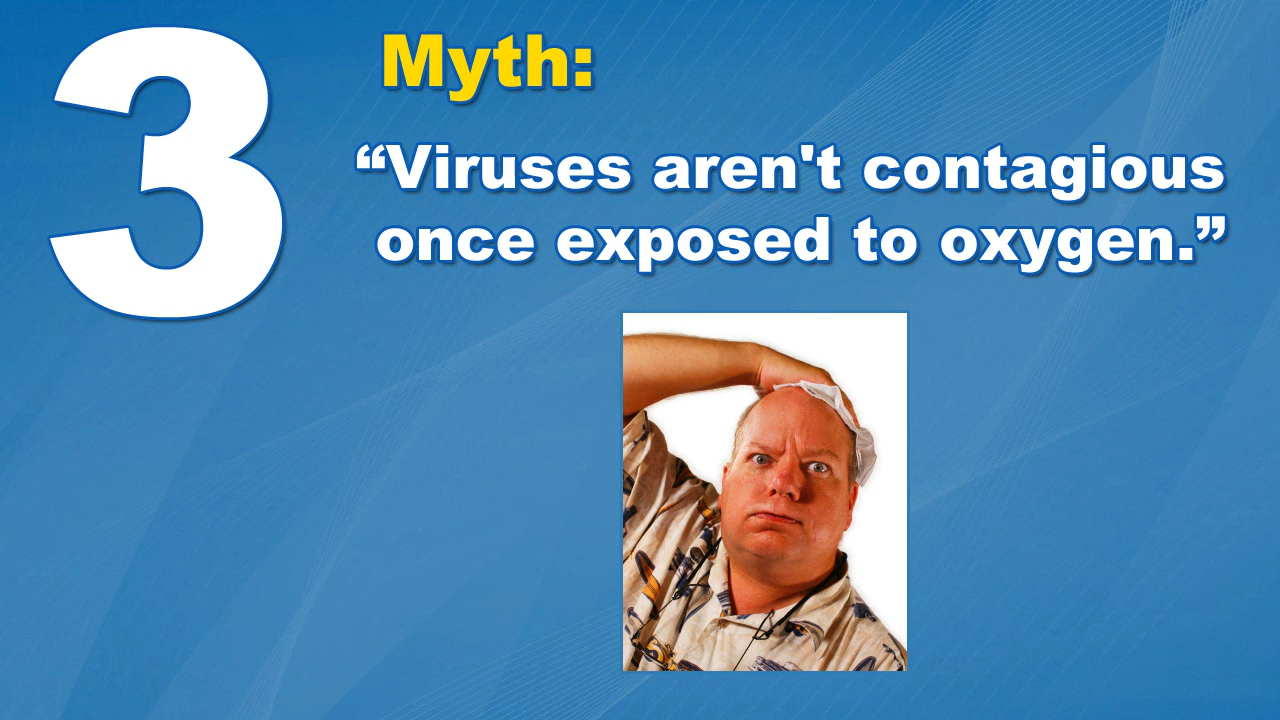 3
Myth:
“Viruses aren't contagious
once exposed to oxygen.”